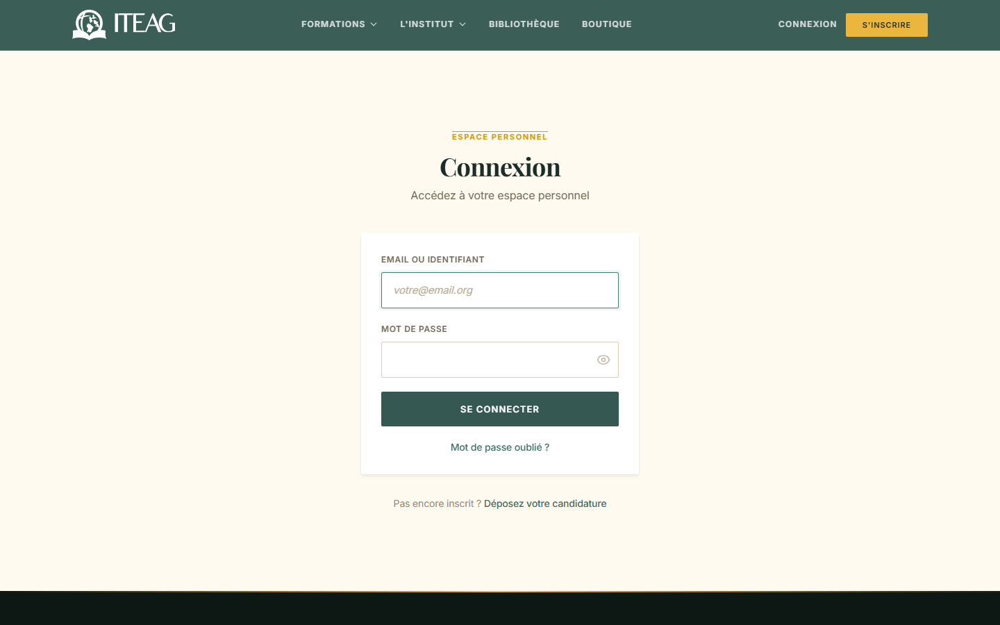 ITEAG
FORMATIONS
L'INSTITUT
BIBLIOTHÈQUE
BOUTIQUE
CONNEXION
S'INSCRIRE
ESPACE PERSONNEL
Connexion
Accédez à votre espace personnel
EMAIL OU IDENTIFIANT
votre@email.org
MOT DE PASSE
SE CONNECTER
Mot de passe oublié ?
Pas encore inscrit ? Déposez votre candidature